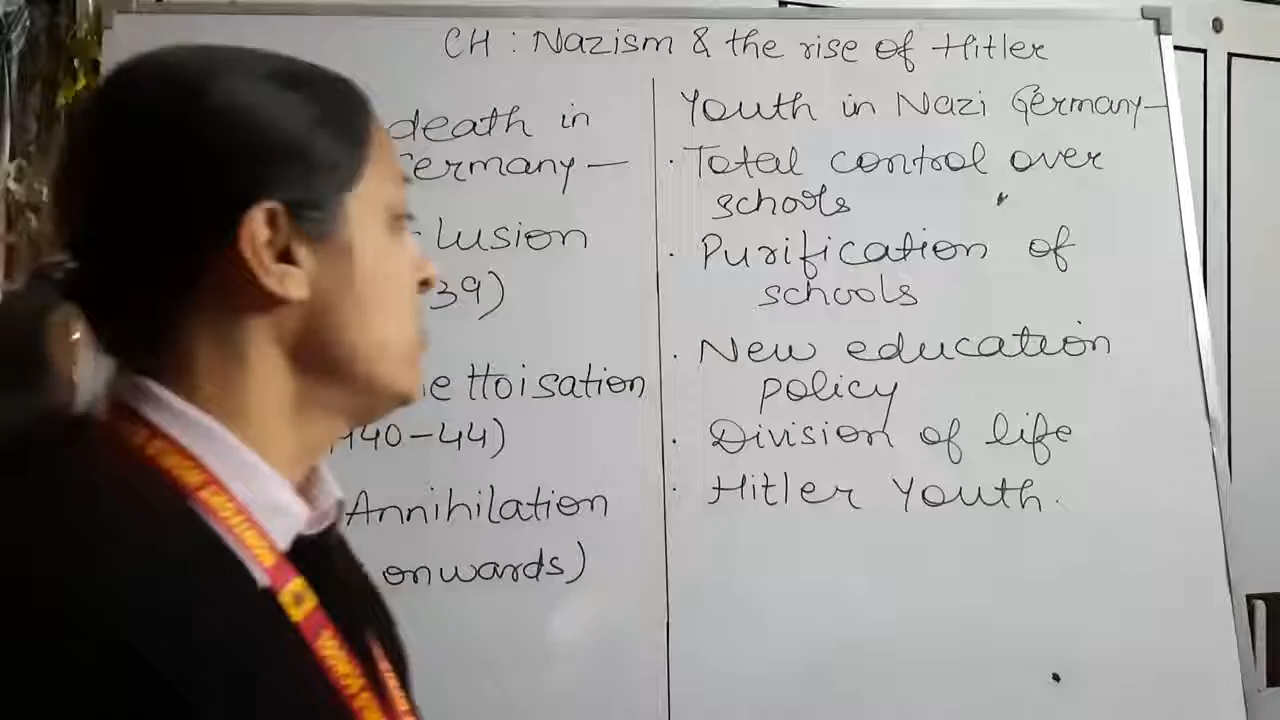 CH : Nazism & the rise of Hitler
death in
ermany —
lusion
39)
Hoisation
40-44)
Annihilation
onwards)
Youth in Nazi Germany —
· Total control over
schools
· Purification of
schools
· New education
policy
· Division of life
· Hitler Youth.